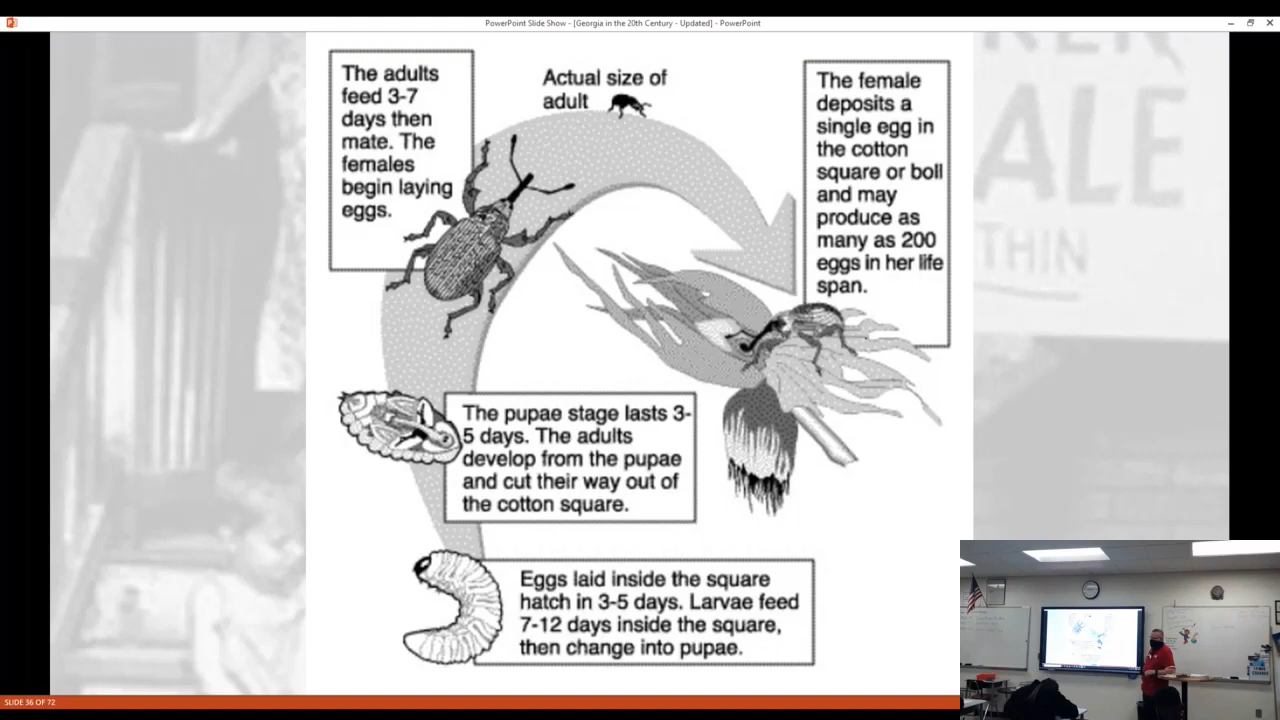 PowerPoint Slide Show - [Georgia in the 20th Century - Updated] - PowerPoint
The adults
feed 3-7
days then
mate. The
females
begin laying
eggs.
Actual size of
adult
The female
deposits a
single egg in
the cotton
square or boll
and may
produce as
many as 200
eggs in her life
span.
The pupae stage lasts 3-
5 days. The adults
develop from the pupae
and cut their way out of
the cotton square.
Eggs laid inside the square
hatch in 3-5 days. Larvae feed
7-12 days inside the square,
then change into pupae.
ALE
THIN
SLIDE 36 OF 72